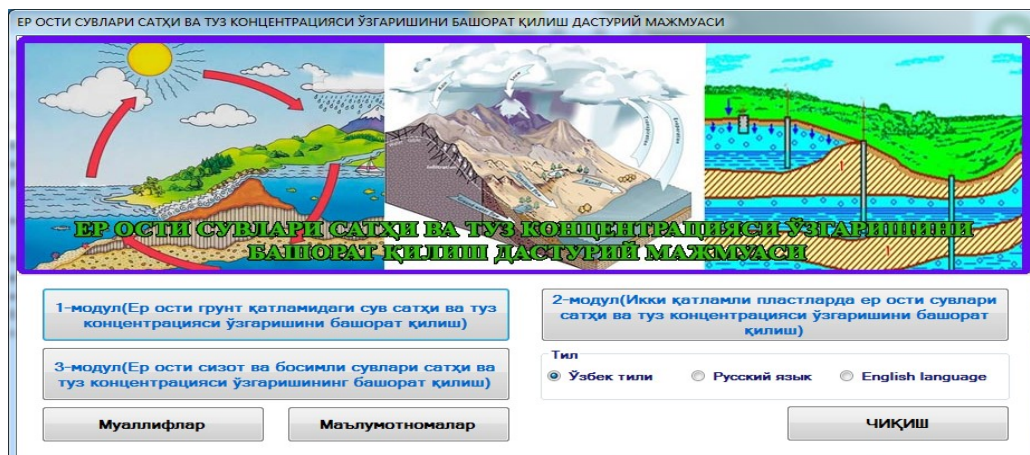 ЕР ОСТИ СУВЛАРИ САТҲИ ВА ТУЗ КОНЦЕНТРАЦИЯСИ ЎЗГАРИШИНИ БАШОРАТ ҚИЛИШ ДАСТУРИЙ МАЖМУАСИ
ЕР ОСТИ СУВЛАРИ САТҲИ ВА ТУЗ КОНЦЕНТРАЦИЯСИ ЎЗГАРИШИНИ
БАШОРАТ ҚИЛИШ ДАСТУРИЙ МАЖМУАСИ
1-модул(Ер ости грунт қатламидаги сув сатҳи ва туз
концентрацияси ўзгаришини башорат қилиш)
2-модул(Икки қатламли пластларда ер ости сувлари
сатҳи ва туз концентрацияси ўзгаришини башорат
қилиш)
3-модул(Ер ости сизот ва босимли сувлари сатҳи ва
туз концентрацияси ўзгаришининг башорат қилиш)
Тил
Ўзбек тили
Русский язык
English language
Муаллифлар
Маълумотномалар
ЧИҚИШ